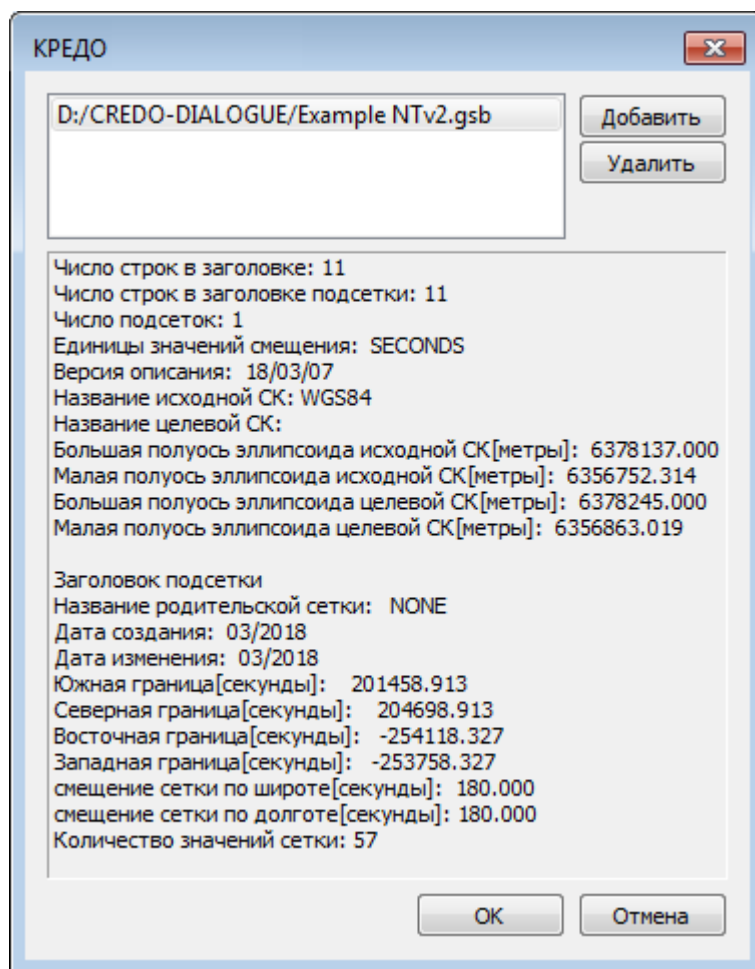 КРЕДО
D:/CREDO-DIALOGUE/Example NTv2.gsb
Добавить
Удалить
Число строк в заголовке: 11
Число строк в заголовке подсетки: 11
Число подсеток: 1
Единицы значений смещения:  SECONDS
Версия описания:  18/03/07
Название исходной СК: WGS84
Название целевой СК:
Большая полуось эллипсоида исходной СК[метры]:  6378137.000
Малая полуось эллипсоида исходной СК[метры]:  6356752.314
Большая полуось эллипсоида целевой СК[метры]:  6378245.000
Малая полуось эллипсоида целевой СК[метры]:  6356863.019
Заголовок подсетки
Название родительской сетки:   NONE
Дата создания:  03/2018
Дата изменения:  03/2018
Южная граница[секунды]:    201458.913
Северная граница[секунды]:    204698.913
Восточная граница[секунды]:   -254118.327
Западная граница[секунды]:   -253758.327
смещение сетки по широте[секунды]:  180.000
смещение сетки по долготе[секунды]: 180.000
Количество значений сетки: 57
ОК
Отмена